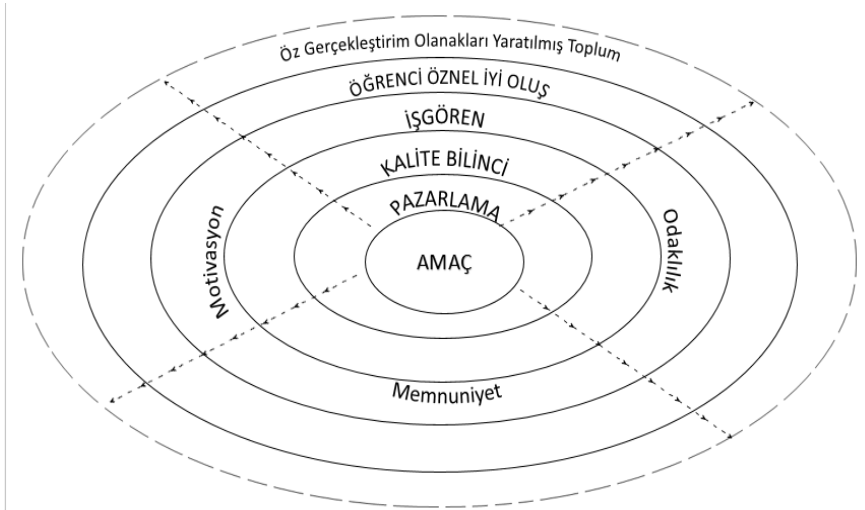 Öz Gerçekleştirim Olanakları Yaratılmış Toplum
ÖĞRENCİ ÖZNEL İYİ OLUŞ
İŞGÖREN
KALİTE BİLİNCİ
PAZARLAMA
AMAÇ
Motivasyon
Odaklılık
Memnuniyet